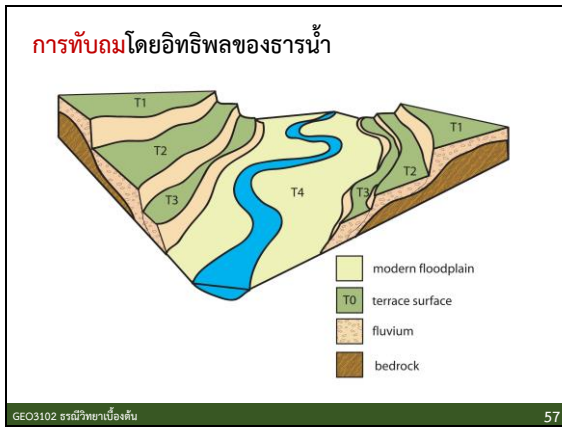 การทับถมโดยอิทธิพลของธารน้ำ
T1
T2
T3
T4
T3
T2
T1
modern floodplain
T0 terrace surface
fluvium
bedrock
GEO3102 ธรณีวิทยาเบื้องต้น
57